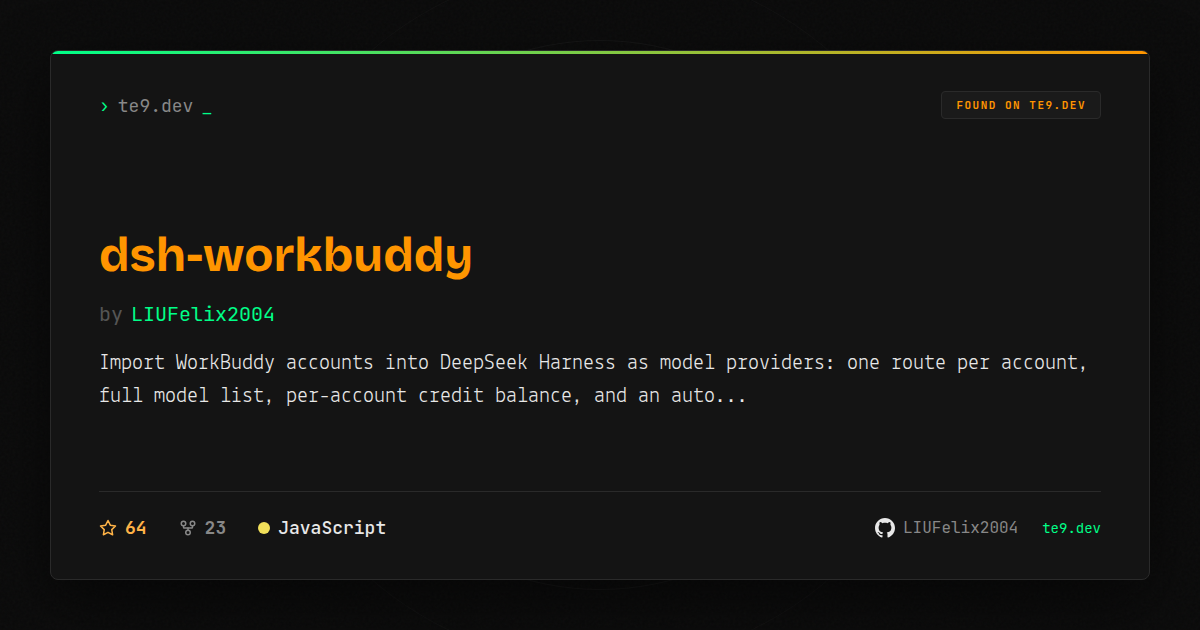 › te9.dev _
FOUND ON TE9.DEV
dsh-workbuddy
by LIUFelix2004
Import WorkBuddy accounts into DeepSeek Harness as model providers: one route per account,
full model list, per-account credit balance, and an auto...
64 23 JavaScript
LIUFelix2004 te9.dev